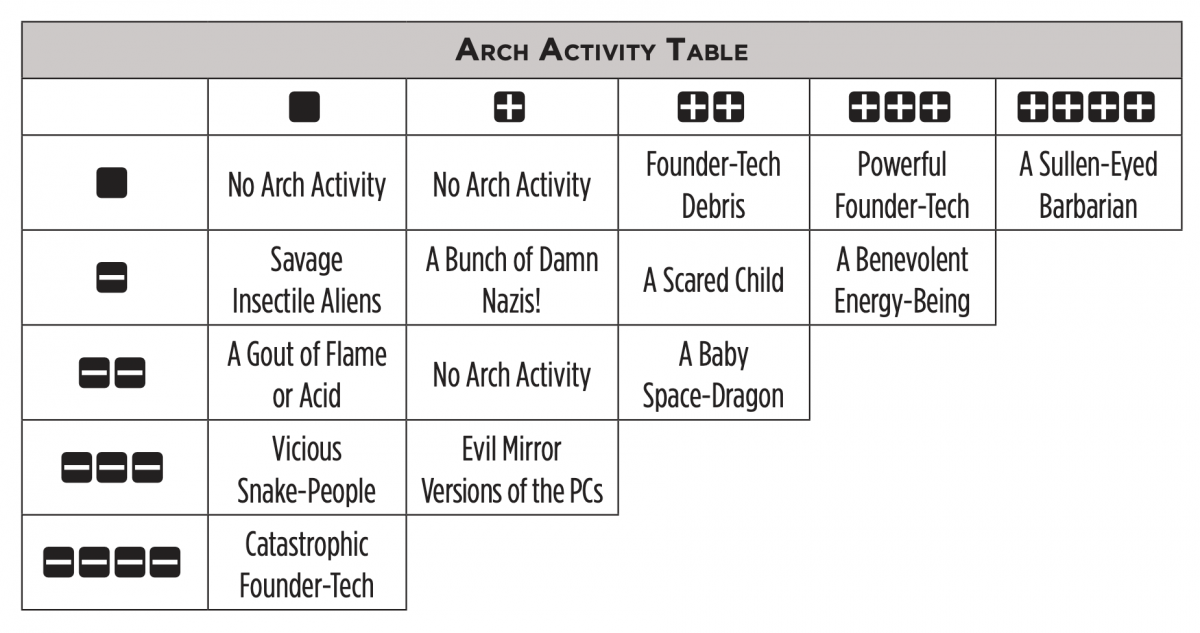 ARCH ACTIVITY TABLE
+ ++ +++ ++++
No Arch Activity
No Arch Activity
Founder-Tech
Debris
Powerful
Founder-Tech
A Sullen-Eyed
Barbarian
−
Savage
Insectile Aliens
A Bunch of Damn
Nazis!
A Scared Child
A Benevolent
Energy-Being
−−
A Gout of Flame
or Acid
No Arch Activity
A Baby
Space-Dragon
−−−
Vicious
Snake-People
Evil Mirror
Versions of the PCs
−−−−
Catastrophic
Founder-Tech